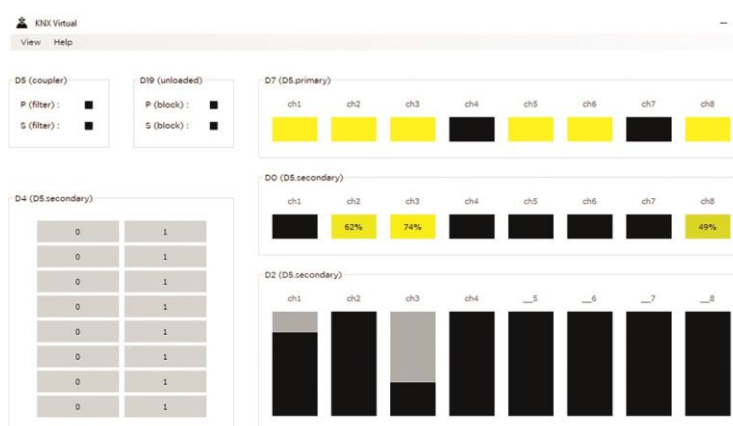 KNX Virtual
View Help
D5 (coupler)
P (filter) :
S (filter) :
D19 (unloaded)
P (block) :
S (block) :
D7 (D5.primary)
ch1 ch2 ch3 ch4 ch5 ch6 ch7 ch8
D0 (D5.secondary)
ch1 ch2 ch3 ch4 ch5 ch6 ch7 ch8
62% 74% 49%
D4 (D5.secondary)
0 1
0 1
0 1
0 1
0 1
0 1
0 1
0 1
D2 (D5.secondary)
ch1 ch2 ch3 ch4 __5 __6 __7 __8